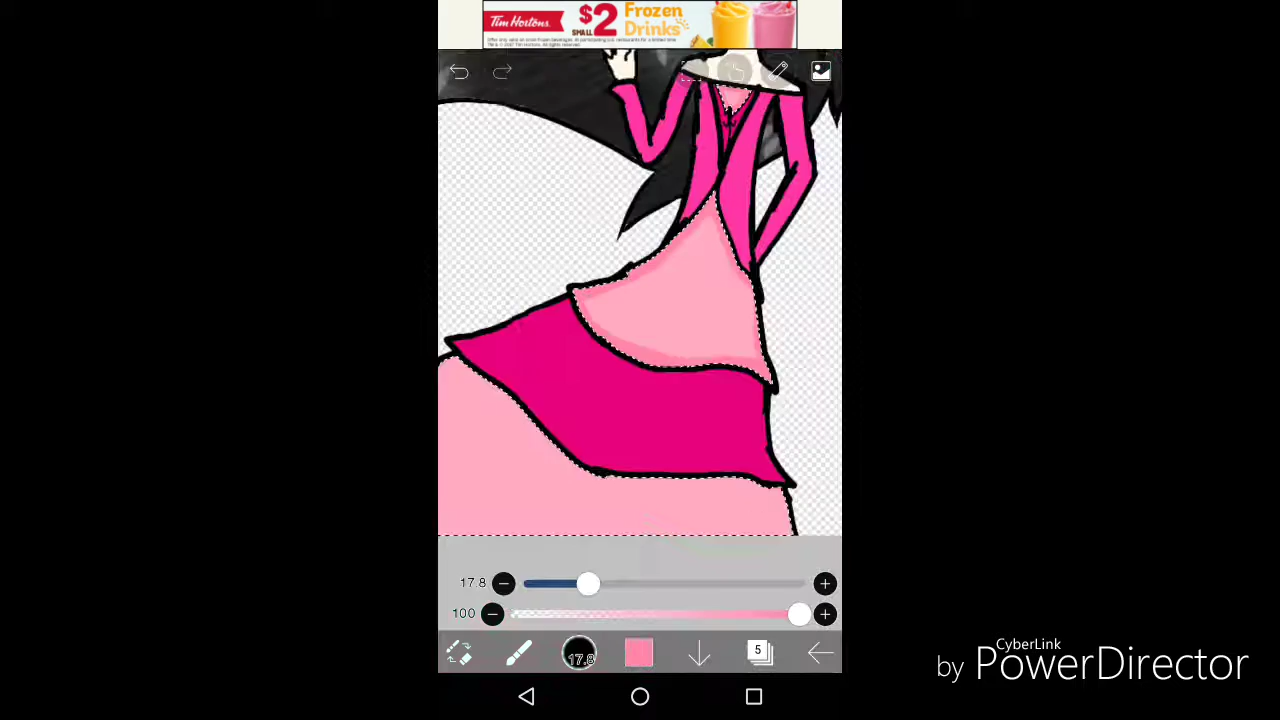 Tim Hortons. SMALL $2 Frozen Drinks
17.8
100
17.8
5
CyberLink
by PowerDirector